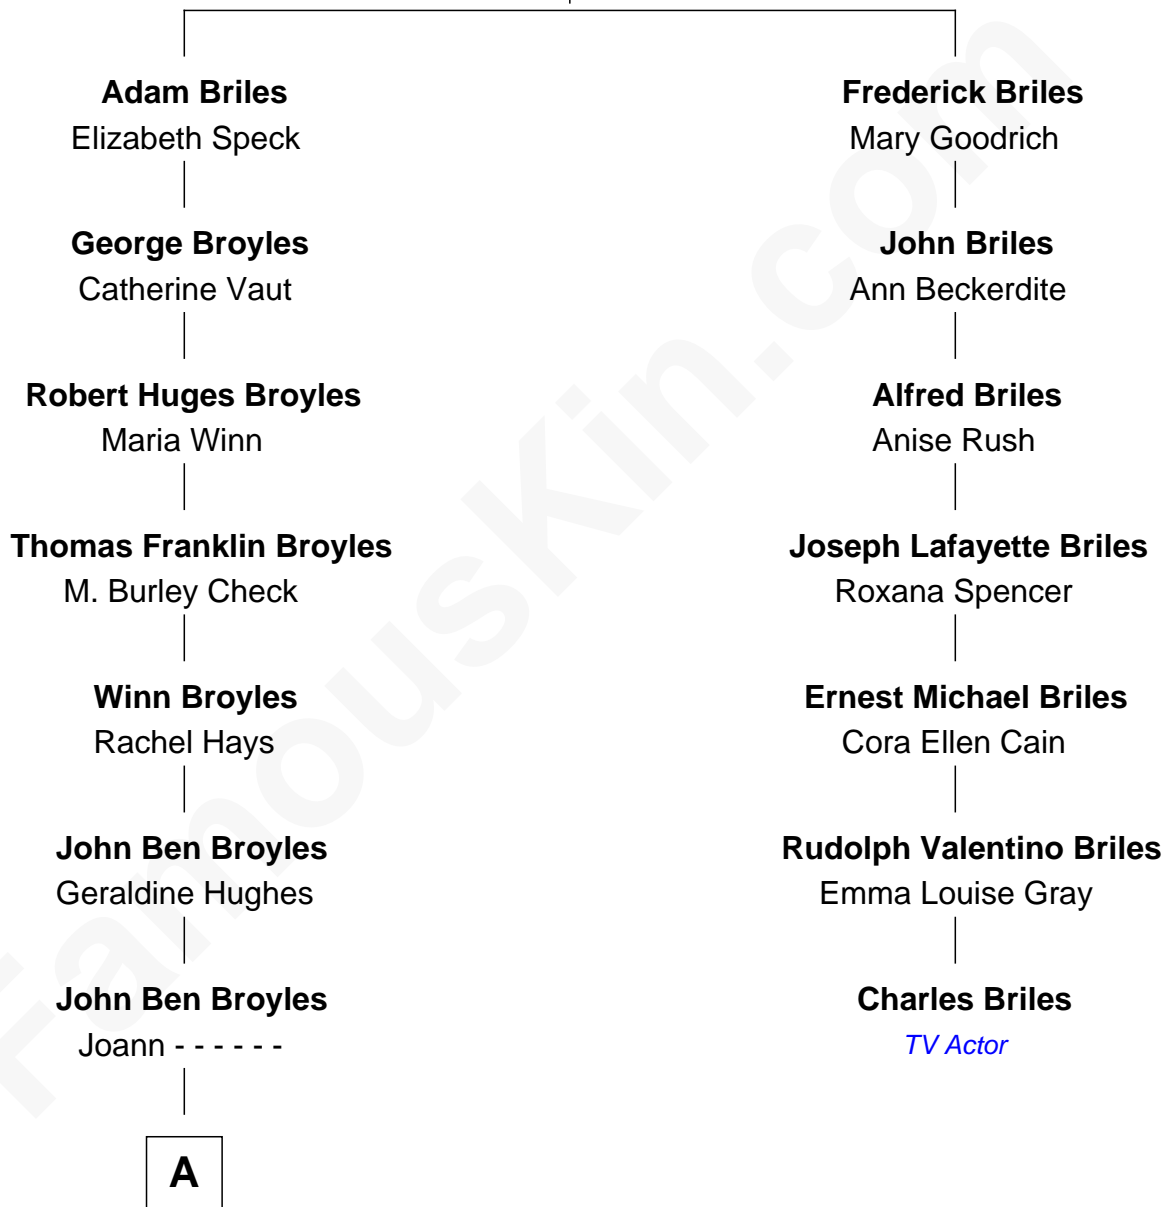 Adam Briles
Elizabeth Speck
George Broyles
Catherine Vaut
Robert Huges Broyles
Maria Winn
Thomas Franklin Broyles
M. Burley Check
Winn Broyles
Rachel Hays
John Ben Broyles
Geraldine Hughes
John Ben Broyles
Joann - - - - - -
A
Frederick Briles
Mary Goodrich
John Briles
Ann Beckerdite
Alfred Briles
Anise Rush
Joseph Lafayette Briles
Roxana Spencer
Ernest Michael Briles
Cora Ellen Cain
Rudolph Valentino Briles
Emma Louise Gray
Charles Briles
TV Actor
FamousKin.com